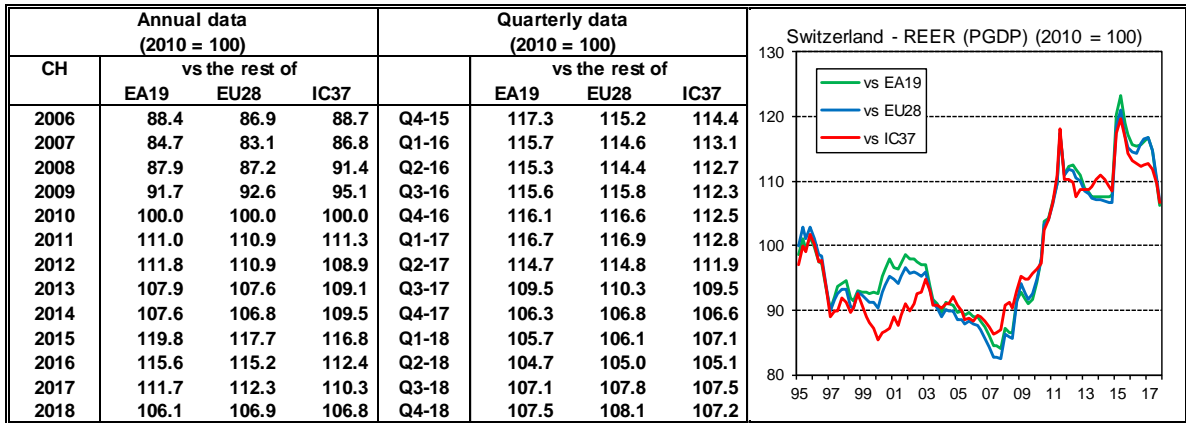 Annual data Quarterly data
(2010 = 100) (2010 = 100)
CH vs the rest of vs the rest of
EA19 EU28 IC37 EA19 EU28 IC37
2006 88.4 86.9 88.7 Q4-15 117.3 115.2 114.4
2007 84.7 83.1 86.8 Q1-16 115.7 114.6 113.1
2008 87.9 87.2 91.4 Q2-16 115.3 114.4 112.7
2009 91.7 92.6 95.1 Q3-16 115.6 115.8 112.3
2010 100.0 100.0 100.0 Q4-16 116.1 116.6 112.5
2011 111.0 110.9 111.3 Q1-17 116.7 116.9 112.8
2012 111.8 110.9 108.9 Q2-17 114.7 114.8 111.9
2013 107.9 107.6 109.1 Q3-17 109.5 110.3 109.5
2014 107.6 106.8 109.5 Q4-17 106.3 106.8 106.6
2015 119.8 117.7 116.8 Q1-18 105.7 106.1 107.1
2016 115.6 115.2 112.4 Q2-18 104.7 105.0 105.1
2017 111.7 112.3 110.3 Q3-18 107.1 107.8 107.5
2018 106.1 106.9 106.8 Q4-18 107.5 108.1 107.2
Switzerland - REER (PGDP) (2010 = 100)
130
120
110
100
90
80
vs EA19
vs EU28
vs IC37
95 97 99 01 03 05 07 09 11 13 15 17